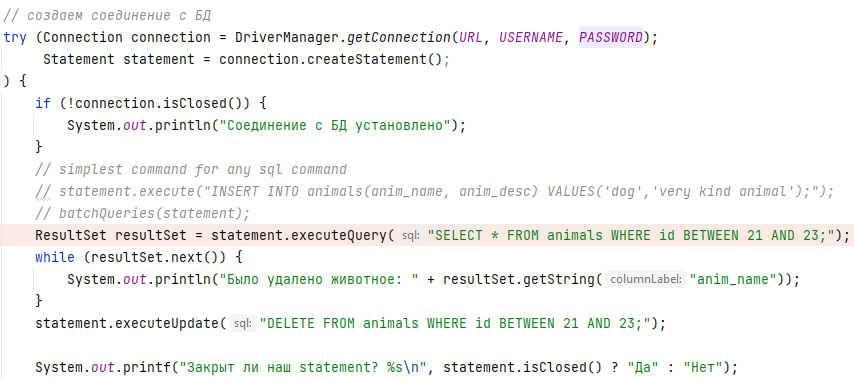 // создаем соединение с БД
try (Connection connection = DriverManager.getConnection(URL, USERNAME, PASSWORD);
     Statement statement = connection.createStatement();
) {
    if (!connection.isClosed()) {
        System.out.println("Соединение с БД установлено");
    }
    // simplest command for any sql command
    // statement.execute("INSERT INTO animals(anim_name, anim_desc) VALUES('dog','very kind animal');");
    // batchQueries(statement);
    ResultSet resultSet = statement.executeQuery( sql: "SELECT * FROM animals WHERE id BETWEEN 21 AND 23;");
    while (resultSet.next()) {
        System.out.println("Было удалено животное: " + resultSet.getString( columnLabel: "anim_name"));
    }
    statement.executeUpdate( sql: "DELETE FROM animals WHERE id BETWEEN 21 AND 23;");
    System.out.printf("Закрыт ли наш statement? %s\n", statement.isClosed() ? "Да" : "Нет");